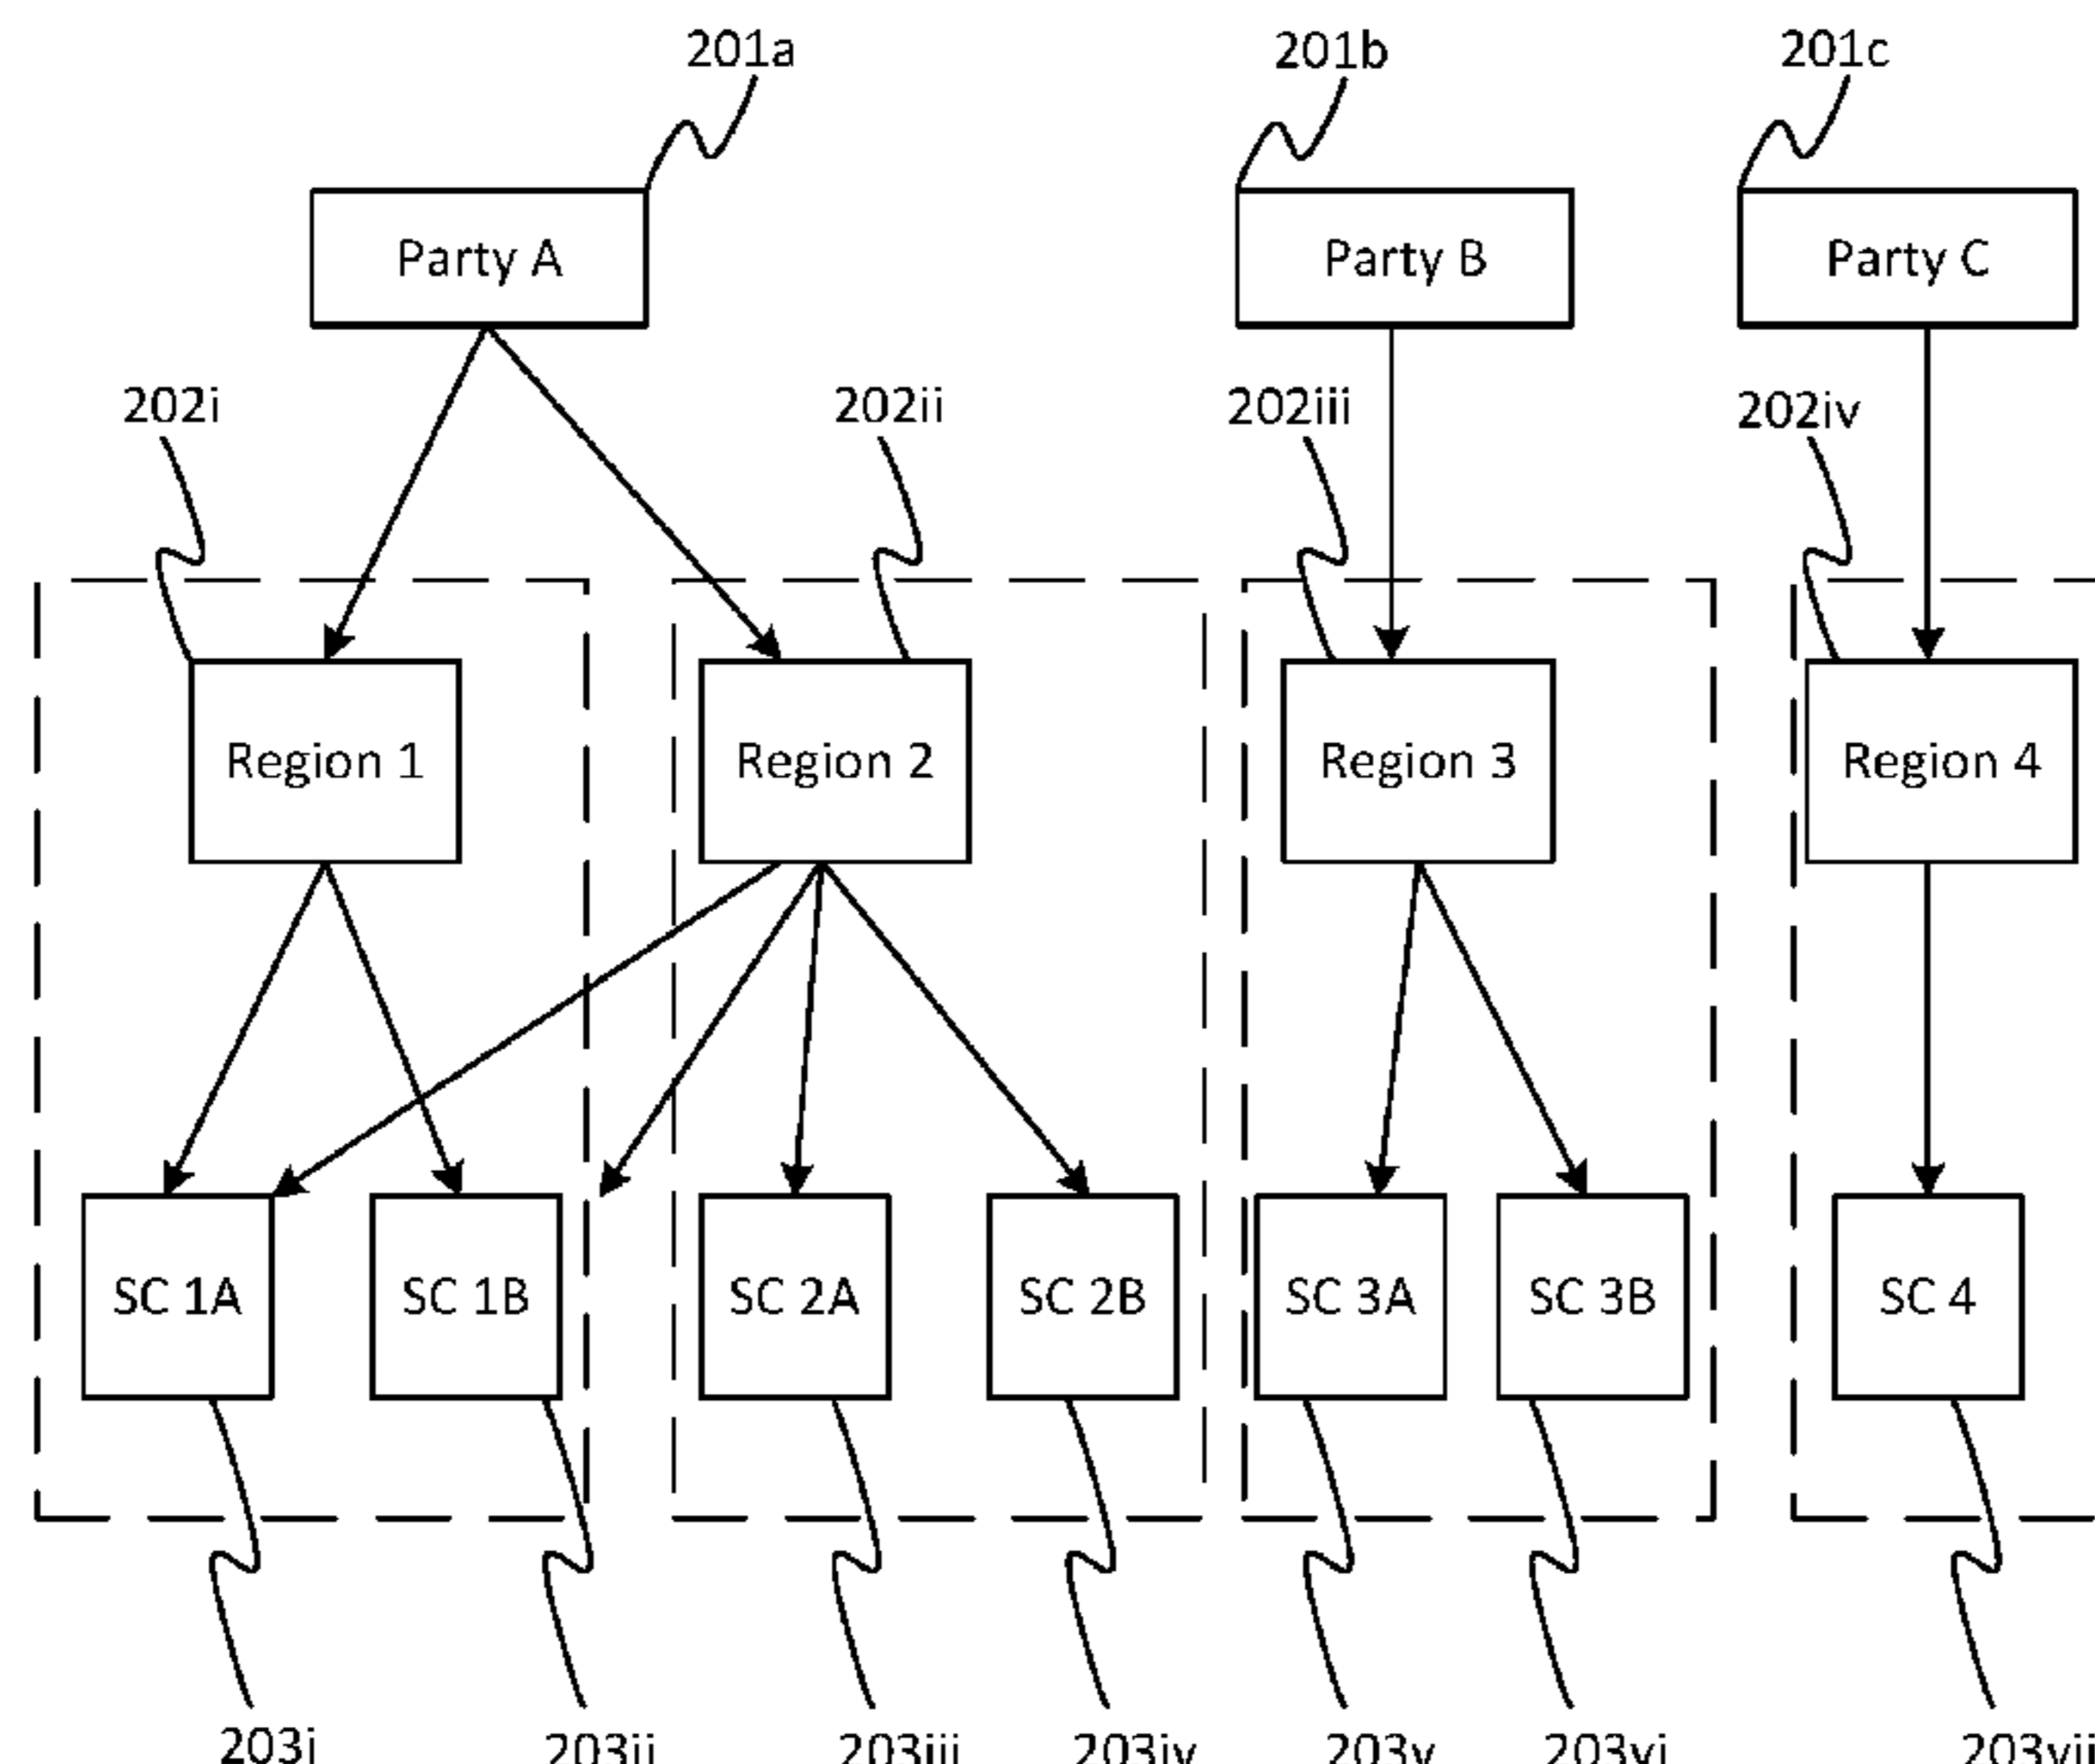 201a
201b
201c
Party A
Party B
Party C
202i
202ii
202iii
202iv
Region 1
Region 2
Region 3
Region 4
SC 1A
SC 1B
SC 2A
SC 2B
SC 3A
SC 3B
SC 4
203i
203ii
203iii
203iv
203v
203vi
203vii